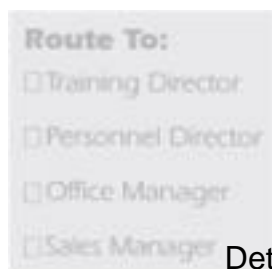 Route To:
☐ Training Director
☐ Personnel Director
☐ Office Manager
☐ Sales Manager
Det